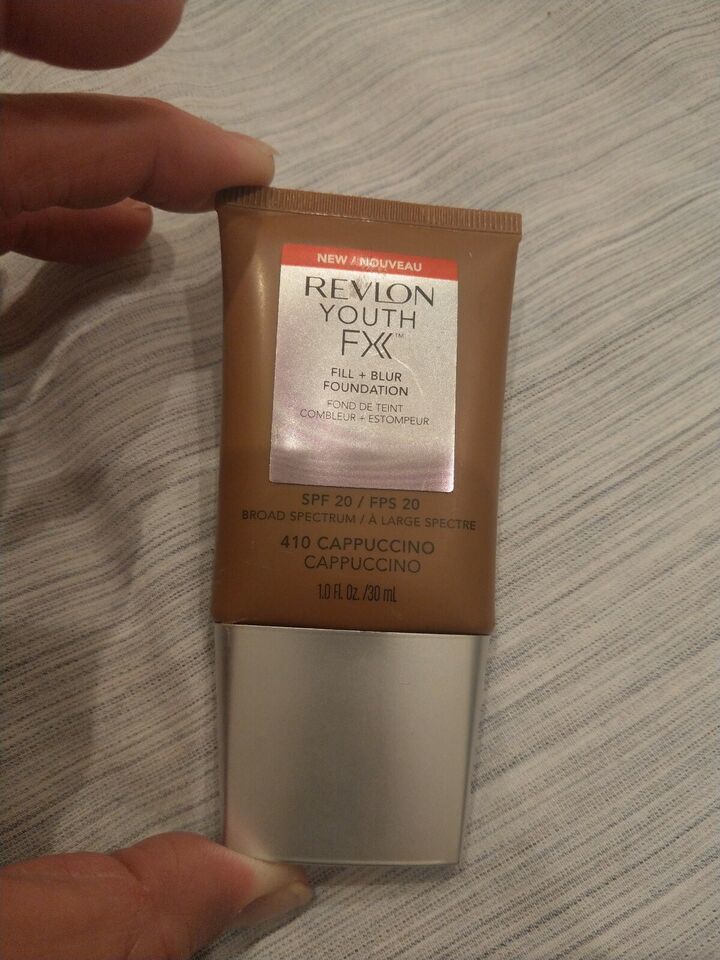 NEW / NOUVEAU
REVLON
YOUTH
FX™
FILL + BLUR
FOUNDATION
FOND DE TEINT
COMBLEUR + ESTOMPEUR
SPF 20 / FPS 20
BROAD SPECTRUM / À LARGE SPECTRE
410 CAPPUCCINO
CAPPUCCINO
1.0 Fl. Oz. /30 mL